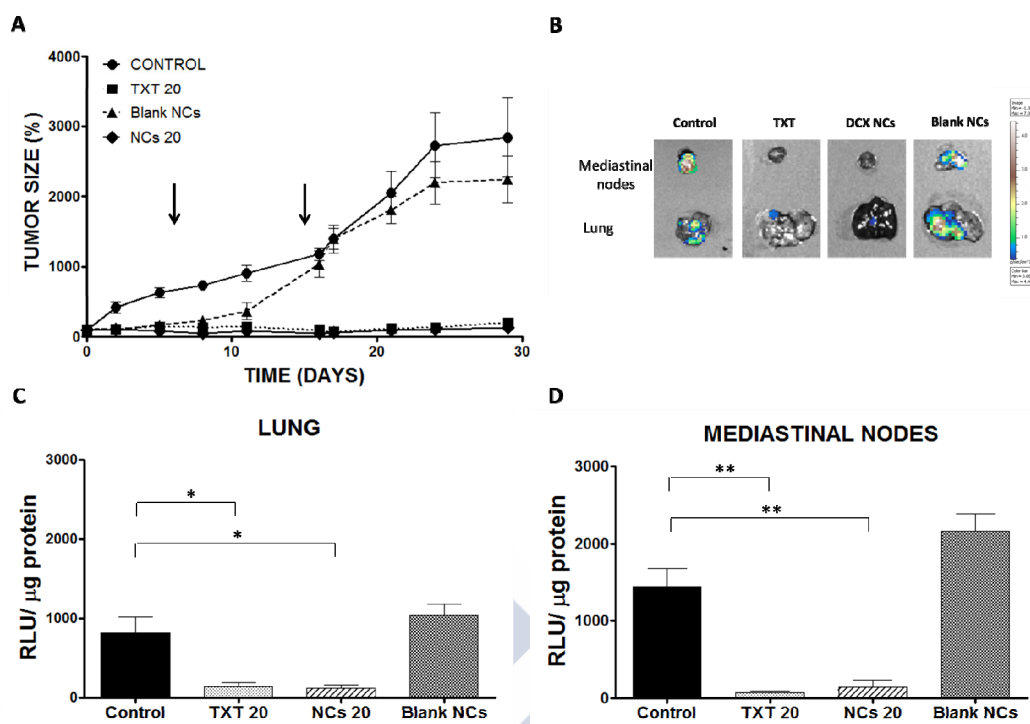 A
4000
3000
2000
1000
0
TUMOR SIZE (%)
CONTROL
TXT 20
Blank NCs
NCs 20
0 10 20 30
TIME (DAYS)
B
Control TXT DCX NCs Blank NCs
Mediastinal
nodes
Lung
C
LUNG
3000
2000
1000
0
RLU/ µg protein
*
*
Control TXT 20 NCs 20 Blank NCs
D
MEDIASTINAL NODES
3000
2000
1000
0
RLU/ µg protein
**
**
Control TXT 20 NCs 20 Blank NCs